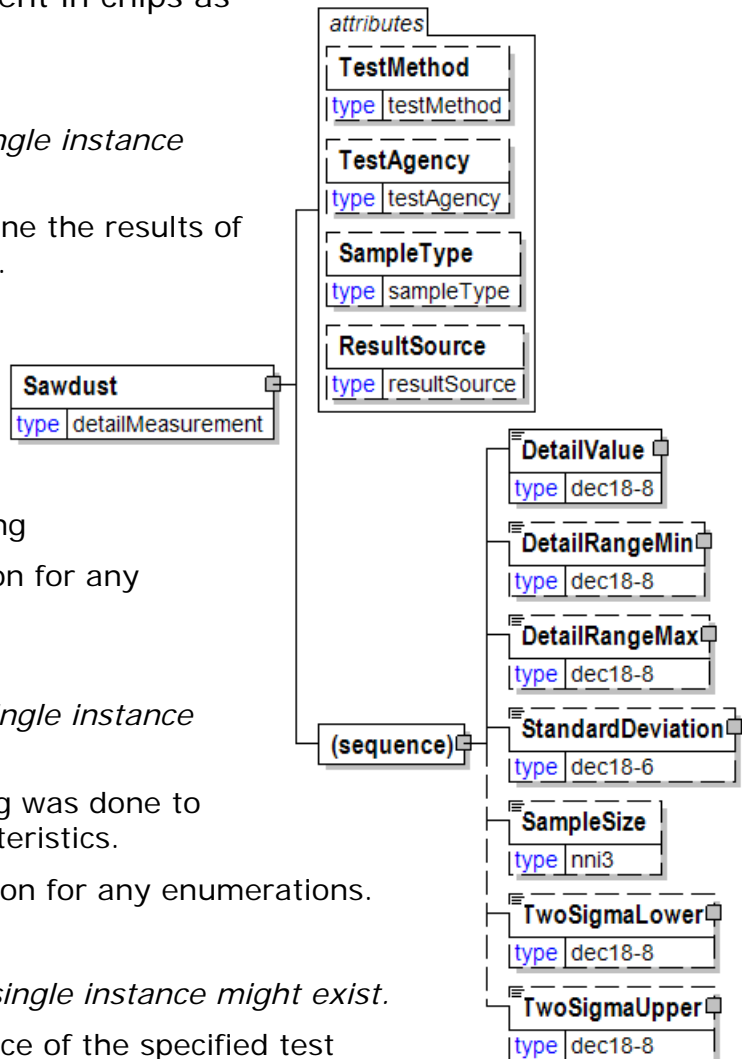 ent in chips as
ngle instance
ne the results of
.
ng
on for any
ingle instance
g was done to
teristics.
on for any enumerations.
single instance might exist.
ce of the specified test
attributes
TestMethod
type testMethod
TestAgency
type testAgency
SampleType
type sampleType
ResultSource
type resultSource
Sawdust
type detailMeasurement
(sequence)
DetailValue
type dec18-8
DetailRangeMin
type dec18-8
DetailRangeMax
type dec18-8
StandardDeviation
type dec18-6
SampleSize
type nni3
TwoSigmaLower
type dec18-8
TwoSigmaUpper
type dec18-8